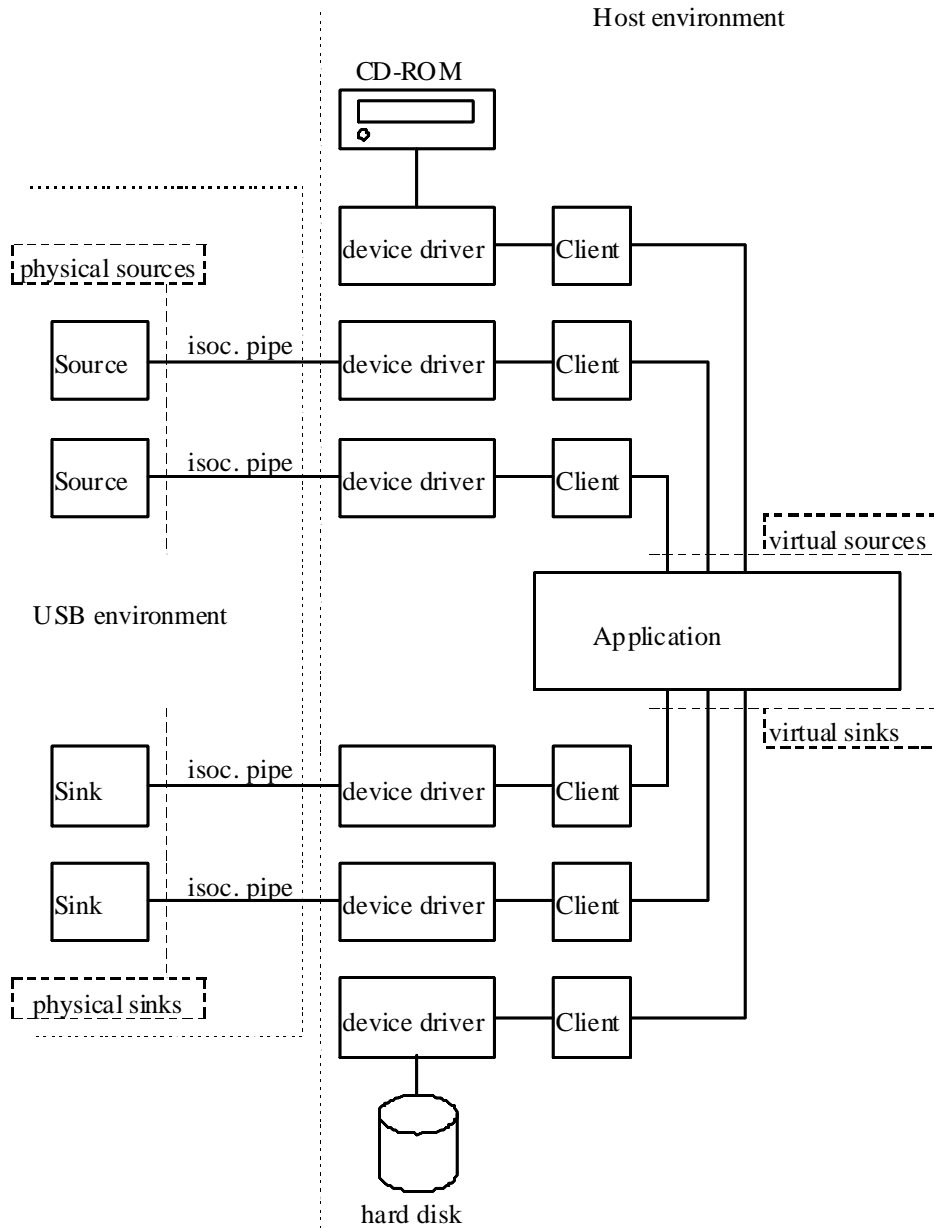 Host environment
CD-ROM
device driver
Client
physical sources
Source
isoc. pipe
device driver
Client
Source
isoc. pipe
device driver
Client
virtual sources
USB environment
Application
virtual sinks
Sink
isoc. pipe
device driver
Client
Sink
isoc. pipe
device driver
Client
physical sinks
device driver
Client
hard disk